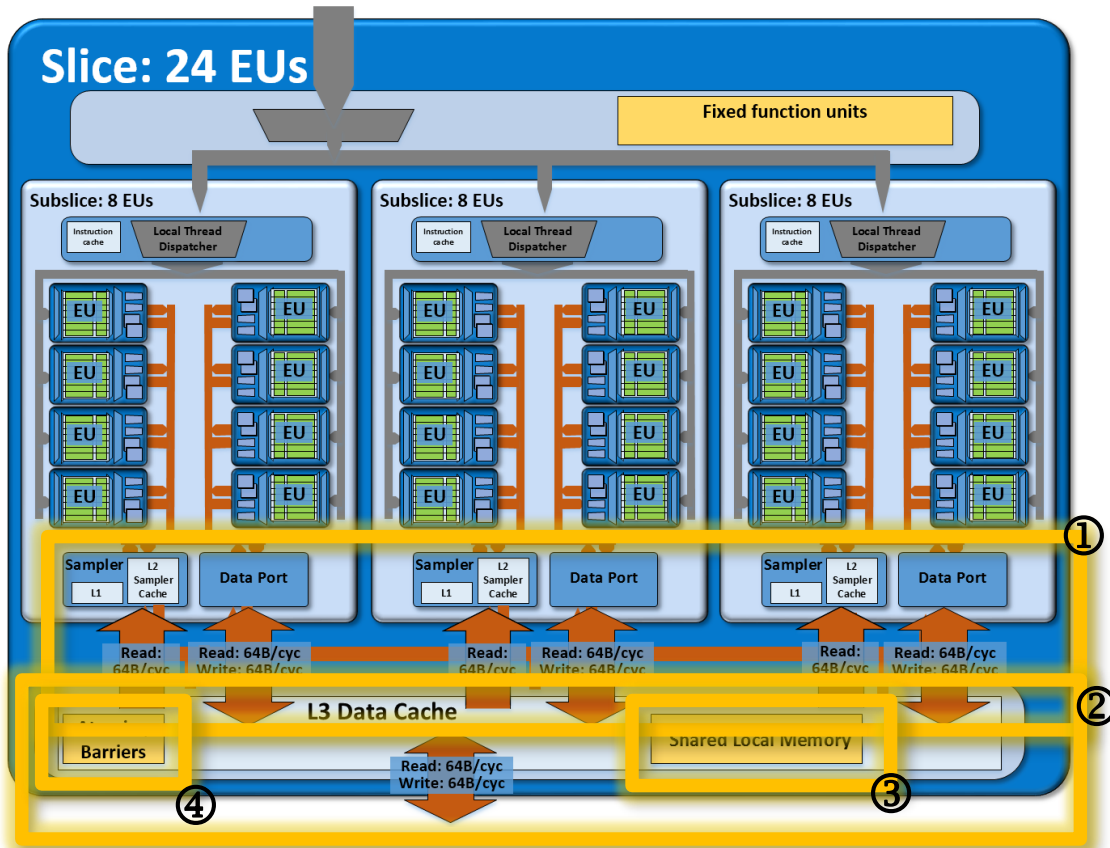 Slice: 24 EUs
Fixed function units
Subslice: 8 EUs
Instruction
cache
Local Thread
Dispatcher
EU
EU
EU
EU
EU
EU
EU
EU
Sampler
L1
L2
Sampler
Cache
Data Port
Read:
64B/cyc
Read: 64B/cyc
Write: 64B/cyc
Subslice: 8 EUs
Instruction
cache
Local Thread
Dispatcher
EU
EU
EU
EU
EU
EU
EU
EU
Sampler
L1
L2
Sampler
Cache
Data Port
Read:
64B/cyc
Read: 64B/cyc
Write: 64B/cyc
Subslice: 8 EUs
Instruction
cache
Local Thread
Dispatcher
EU
EU
EU
EU
EU
EU
EU
EU
Sampler
L1
L2
Sampler
Cache
Data Port
Read:
64B/cyc
Read: 64B/cyc
Write: 64B/cyc
①
②
L3 Data Cache
Barriers
Shared Local Memory
Read: 64B/cyc
Write: 64B/cyc
③
④